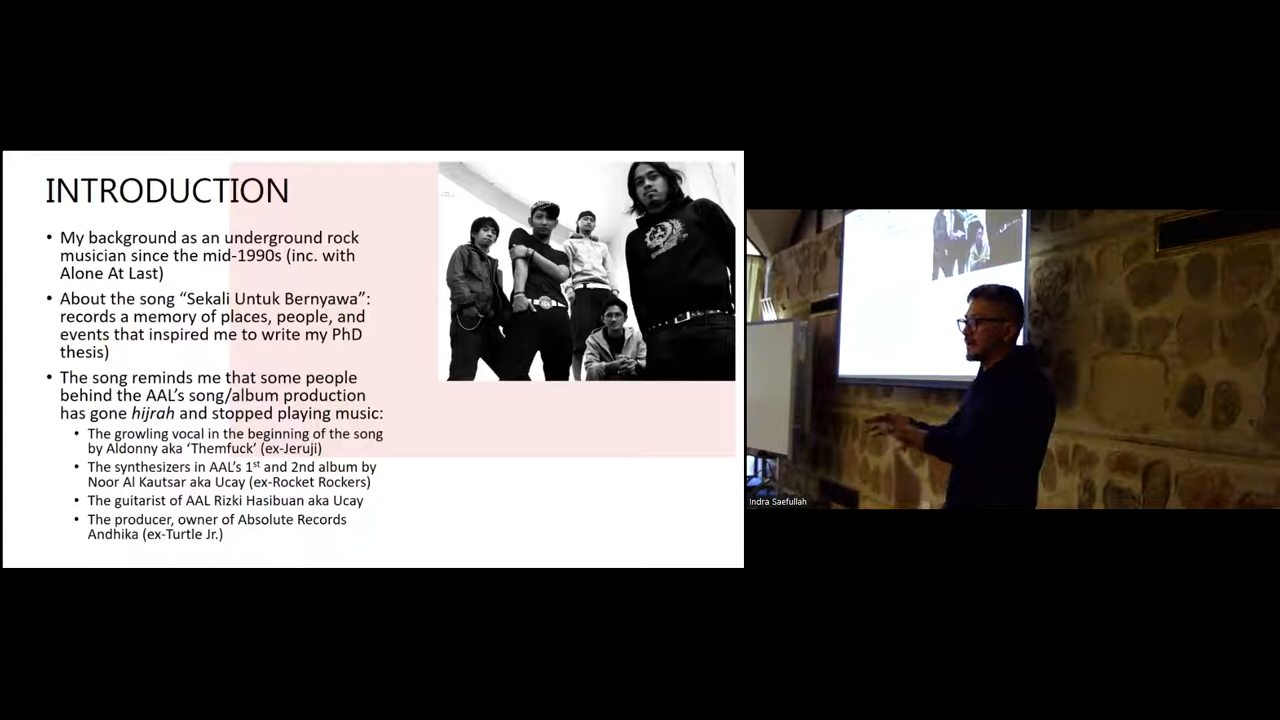 INTRODUCTION
• My background as an underground rock
musician since the mid-1990s (inc. with
Alone At Last)
• About the song “Sekali Untuk Bernyawa”:
records a memory of places, people, and
events that inspired me to write my PhD
thesis)
• The song reminds me that some people
behind the AAL’s song/album production
has gone hijrah and stopped playing music:
• The growling vocal in the beginning of the song
by Aldonny aka ‘Themfuck’ (ex-Jeruji)
• The synthesizers in AAL’s 1st and 2nd album by
Noor Al Kautsar aka Ucay (ex-Rocket Rockers)
• The guitarist of AAL Rizki Hasibuan aka Ucay
• The producer, owner of Absolute Records
Andhika (ex-Turtle Jr.)
Indra Saefullah